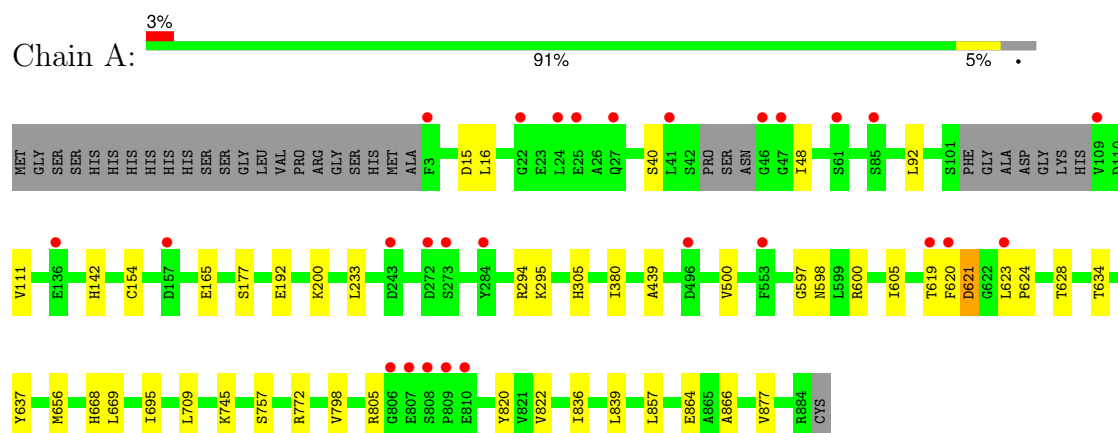 3%
Chain A:
91% 5% •
MET GLY SER SER HIS HIS HIS HIS HIS HIS SER SER GLY LEU VAL PRO ARG GLY SER HIS MET ALA F3 D15 L16 G22 E23 L24 E25 A26 Q27 S40 L41 S42 PRO SER ASN G46 G47 I48 S61 S85 L92 S101 PHE GLY ALA ASP GLY LYS HIS V109 D110
V111 E136 H142 C154 D157 E165 S177 E192 K200 L233 D243 D272 S273 Y284 R294 K295 H305 I380 A439 D496 V500 F553 G597 N598 L599 R600 I605 T619 F620 D621 G622 L623 P624 T628 T634
Y637 M656 H668 L669 I695 L709 K745 S757 R772 V798 R805 G806 E807 S808 P809 E810 Y820 V821 V822 I836 L839 L857 E864 A865 A866 V877 R884 CYS